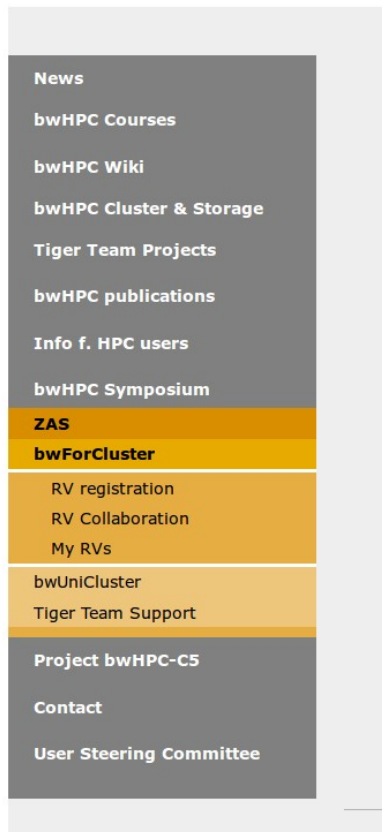 News
bwHPC Courses
bwHPC Wiki
bwHPC Cluster & Storage
Tiger Team Projects
bwHPC publications
Info f. HPC users
bwHPC Symposium
ZAS
bwForCluster
RV registration
RV Collaboration
My RVs
bwUniCluster
Tiger Team Support
Project bwHPC-C5
Contact
User Steering Committee